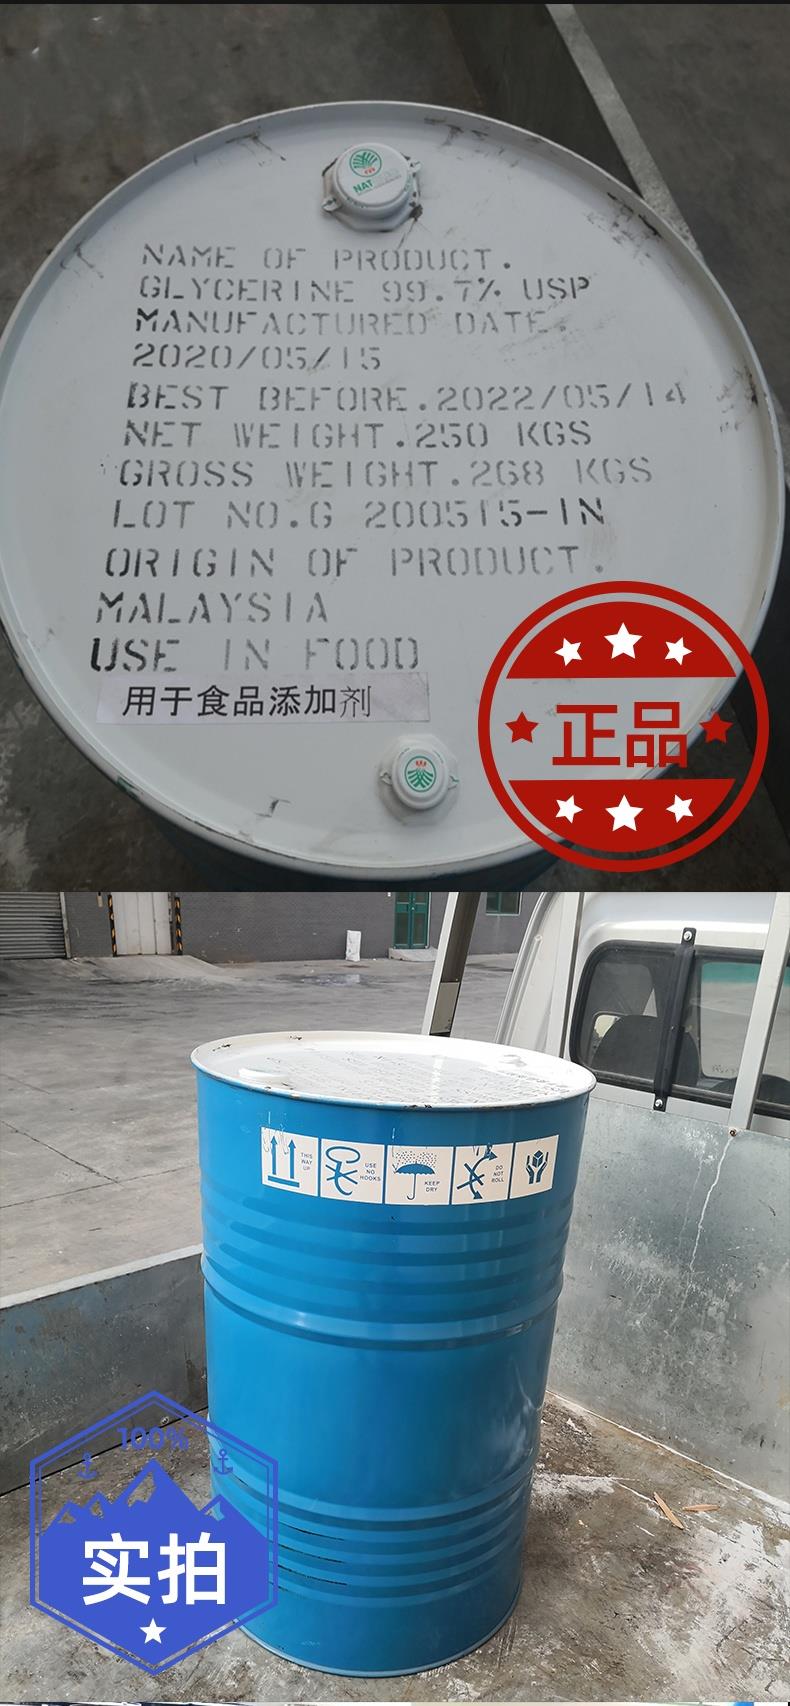 NAT
NAME OF PRODUCT.
GLYCERINE 99.7% USP
MANUFACTURED DATE.
2020/05/15
BEST BEFORE.2022/05/14
NET WEIGHT.250 KGS
GROSS WEIGHT.268 KGS
LOT NO.G 200515-IN
ORIGIN OF PRODUCT.
MALAYSIA
USE IN FOOD
用于食品添加剂
正品
THIS WAY UP
USE NO HOOKS
KEEP DRY
DO NOT ROLL
100%
实拍